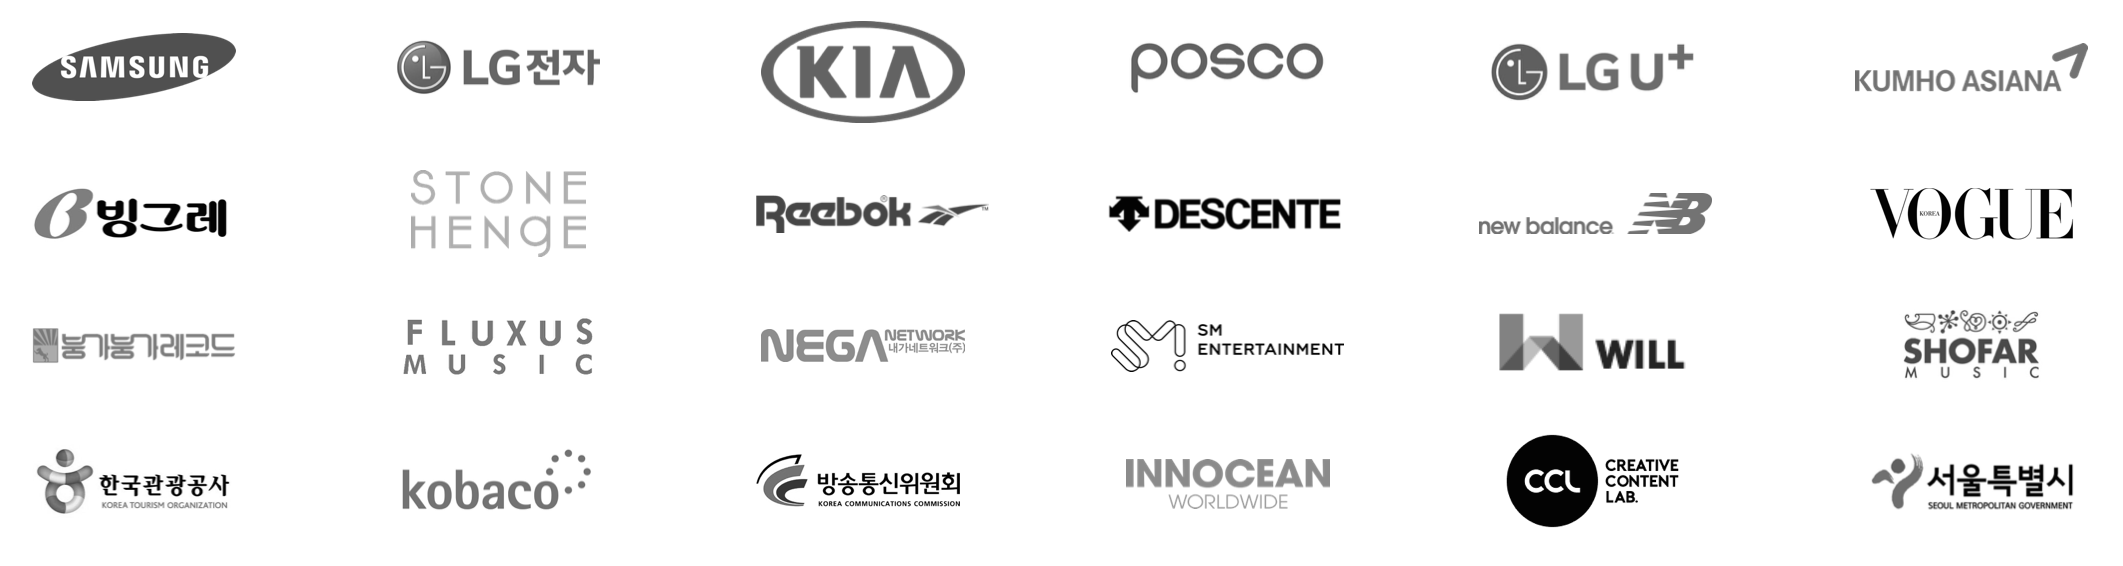 SAMSUNG
LG전자
KIA
posco
LG U+
KUMHO ASIANA
빙그레
STONE
HENGE
Reebok
TM
DESCENTE
new balance
NB
VOGUE
KOREA
붕가붕가레코드
FLUXUS
MUSIC
NEGA NETWORK
내가네트워크(주)
SM
ENTERTAINMENT
WILL
SHOFAR
MUSIC
한국관광공사
KOREA TOURISM ORGANIZATION
kobaco
방송통신위원회
KOREA COMMUNICATIONS COMMISSION
INNOCEAN
WORLDWIDE
CCL
CREATIVE
CONTENT
LAB.
서울특별시
SEOUL METROPOLITAN GOVERNMENT